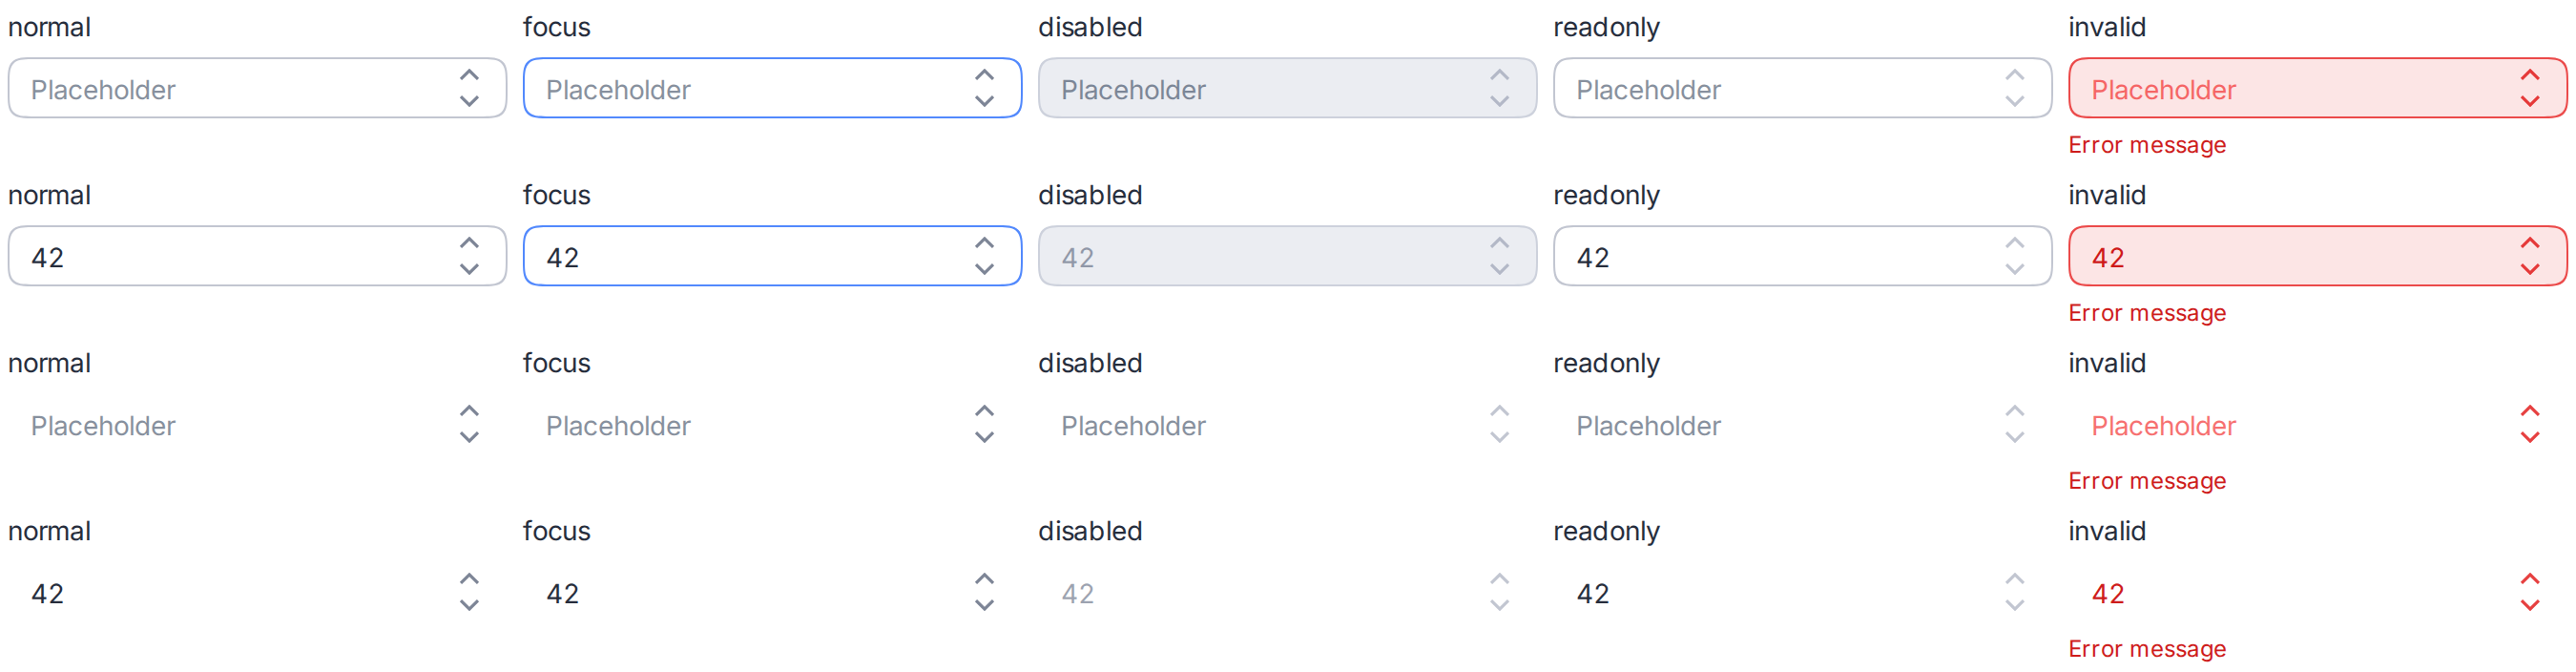 normal focus disabled readonly invalid
Placeholder Placeholder Placeholder Placeholder Placeholder
Error message
normal focus disabled readonly invalid
42 42 42 42 42
Error message
normal focus disabled readonly invalid
Placeholder Placeholder Placeholder Placeholder Placeholder
Error message
normal focus disabled readonly invalid
42 42 42 42 42
Error message